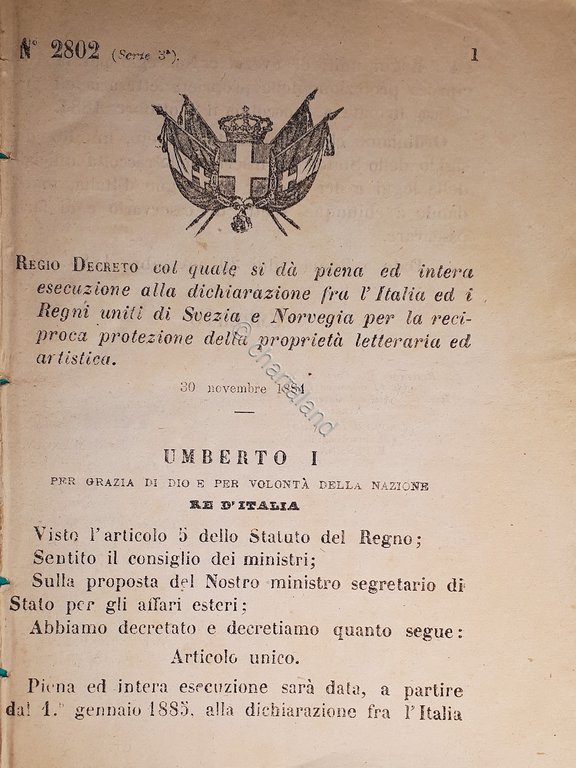 N° 2802 (Serie 3ª).
1
REGIO DECRETO col quale si dà piena ed intera
esecuzione alla dichiarazione fra l'Italia ed i
Regni uniti di Svezia e Norvegia per la reci-
proca protezione della proprietà letteraria ed
artistica.
30 novembre 1884
UMBERTO I
PER GRAZIA DI DIO E PER VOLONTÀ DELLA NAZIONE
RE D'ITALIA
Visto l'articolo 5 dello Statuto del Regno;
Sentito il consiglio dei ministri;
Sulla proposta del Nostro ministro segretario di
Stato per gli affari esteri;
Abbiamo decretato e decretiamo quanto segue:
Articolo unico.
Piena ed intera esecuzione sarà data, a partire
dal 1.° gennaio 1885, alla dichiarazione fra l'Italia
© chartaland